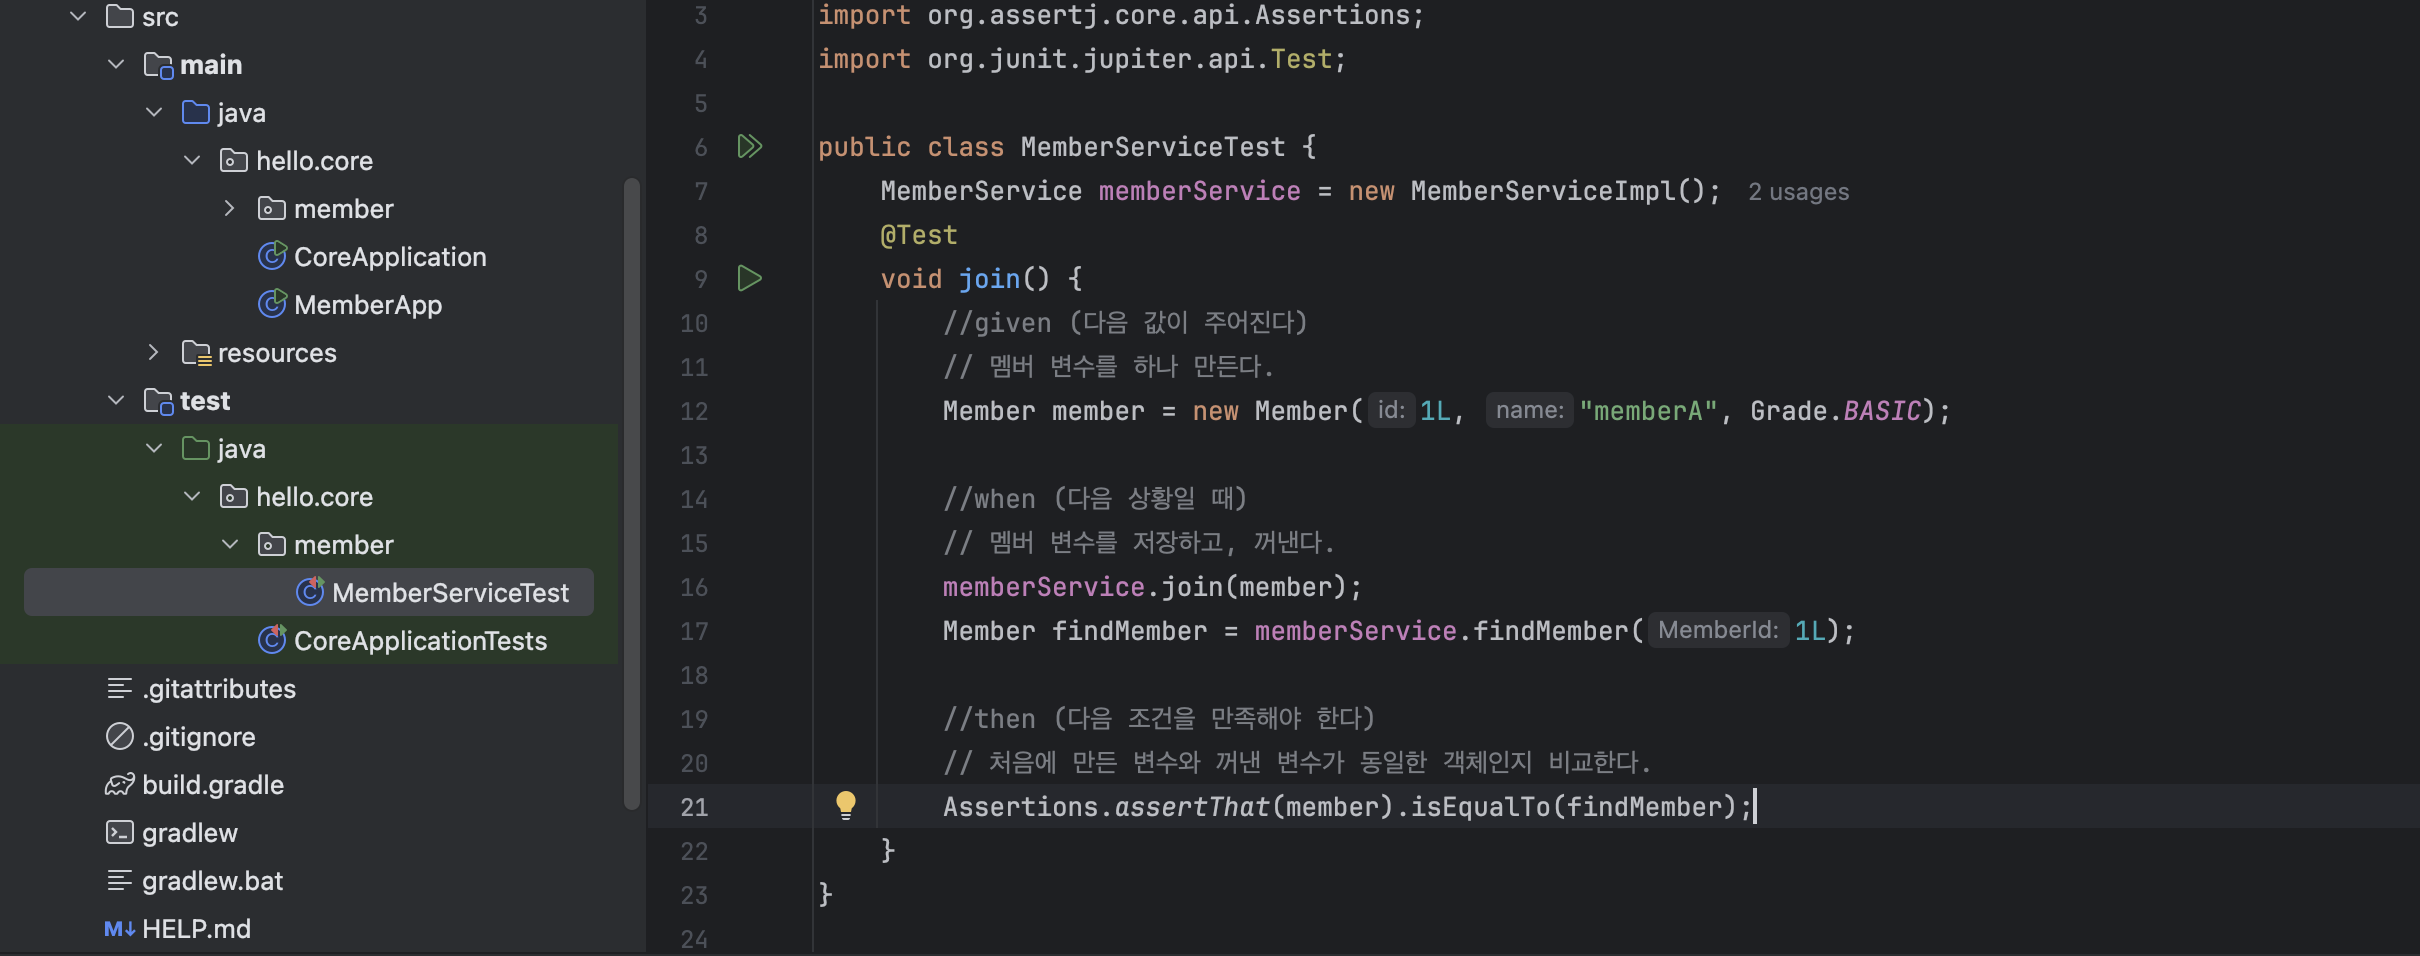 src
main
java
hello.core
member
CoreApplication
MemberApp
resources
test
java
hello.core
member
MemberServiceTest
CoreApplicationTests
.gitattributes
.gitignore
build.gradle
gradlew
gradlew.bat
M↓ HELP.md
3 import org.assertj.core.api.Assertions;
4 import org.junit.jupiter.api.Test;
5
6 public class MemberServiceTest {
7 MemberService memberService = new MemberServiceImpl(); 2 usages
8 @Test
9 void join() {
10 //given (다음 값이 주어진다)
11 // 멤버 변수를 하나 만든다.
12 Member member = new Member( id: 1L, name: "memberA", Grade.BASIC);
13
14 //when (다음 상황일 때)
15 // 멤버 변수를 저장하고, 꺼낸다.
16 memberService.join(member);
17 Member findMember = memberService.findMember( MemberId: 1L);
18
19 //then (다음 조건을 만족해야 한다)
20 // 처음에 만든 변수와 꺼낸 변수가 동일한 객체인지 비교한다.
21 Assertions.assertThat(member).isEqualTo(findMember);
22 }
23 }
24